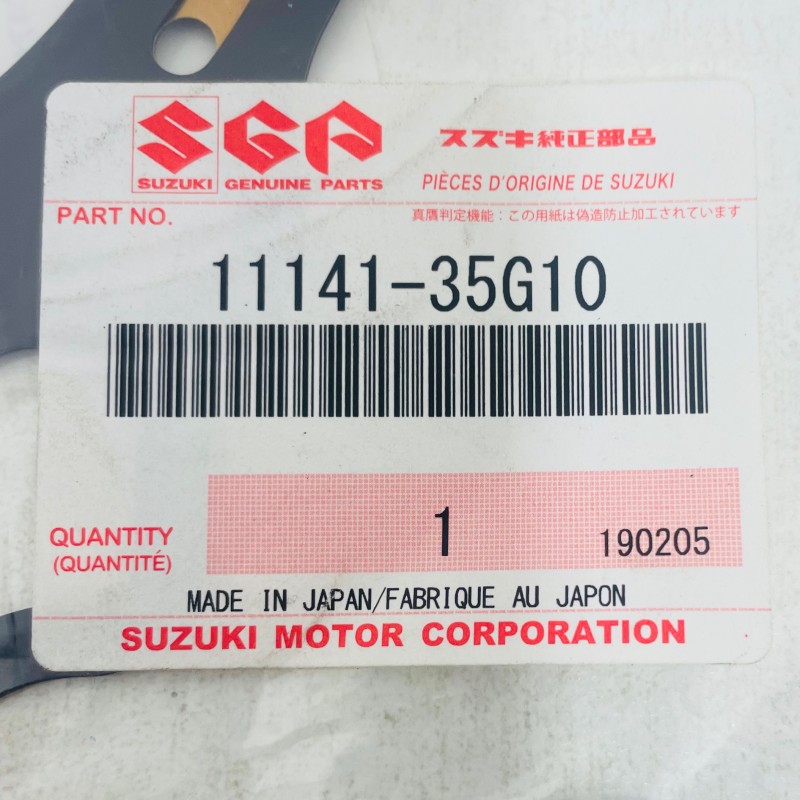 SGP
SUZUKI GENUINE PARTS
スズキ純正部品
PIÈCES D'ORIGINE DE SUZUKI
PART NO.
真贋判定機能：この用紙は偽造防止加工されています
11141-35G10
QUANTITY
(QUANTITÉ)
1
190205
MADE IN JAPAN/FABRIQUE AU JAPON
SUZUKI MOTOR CORPORATION